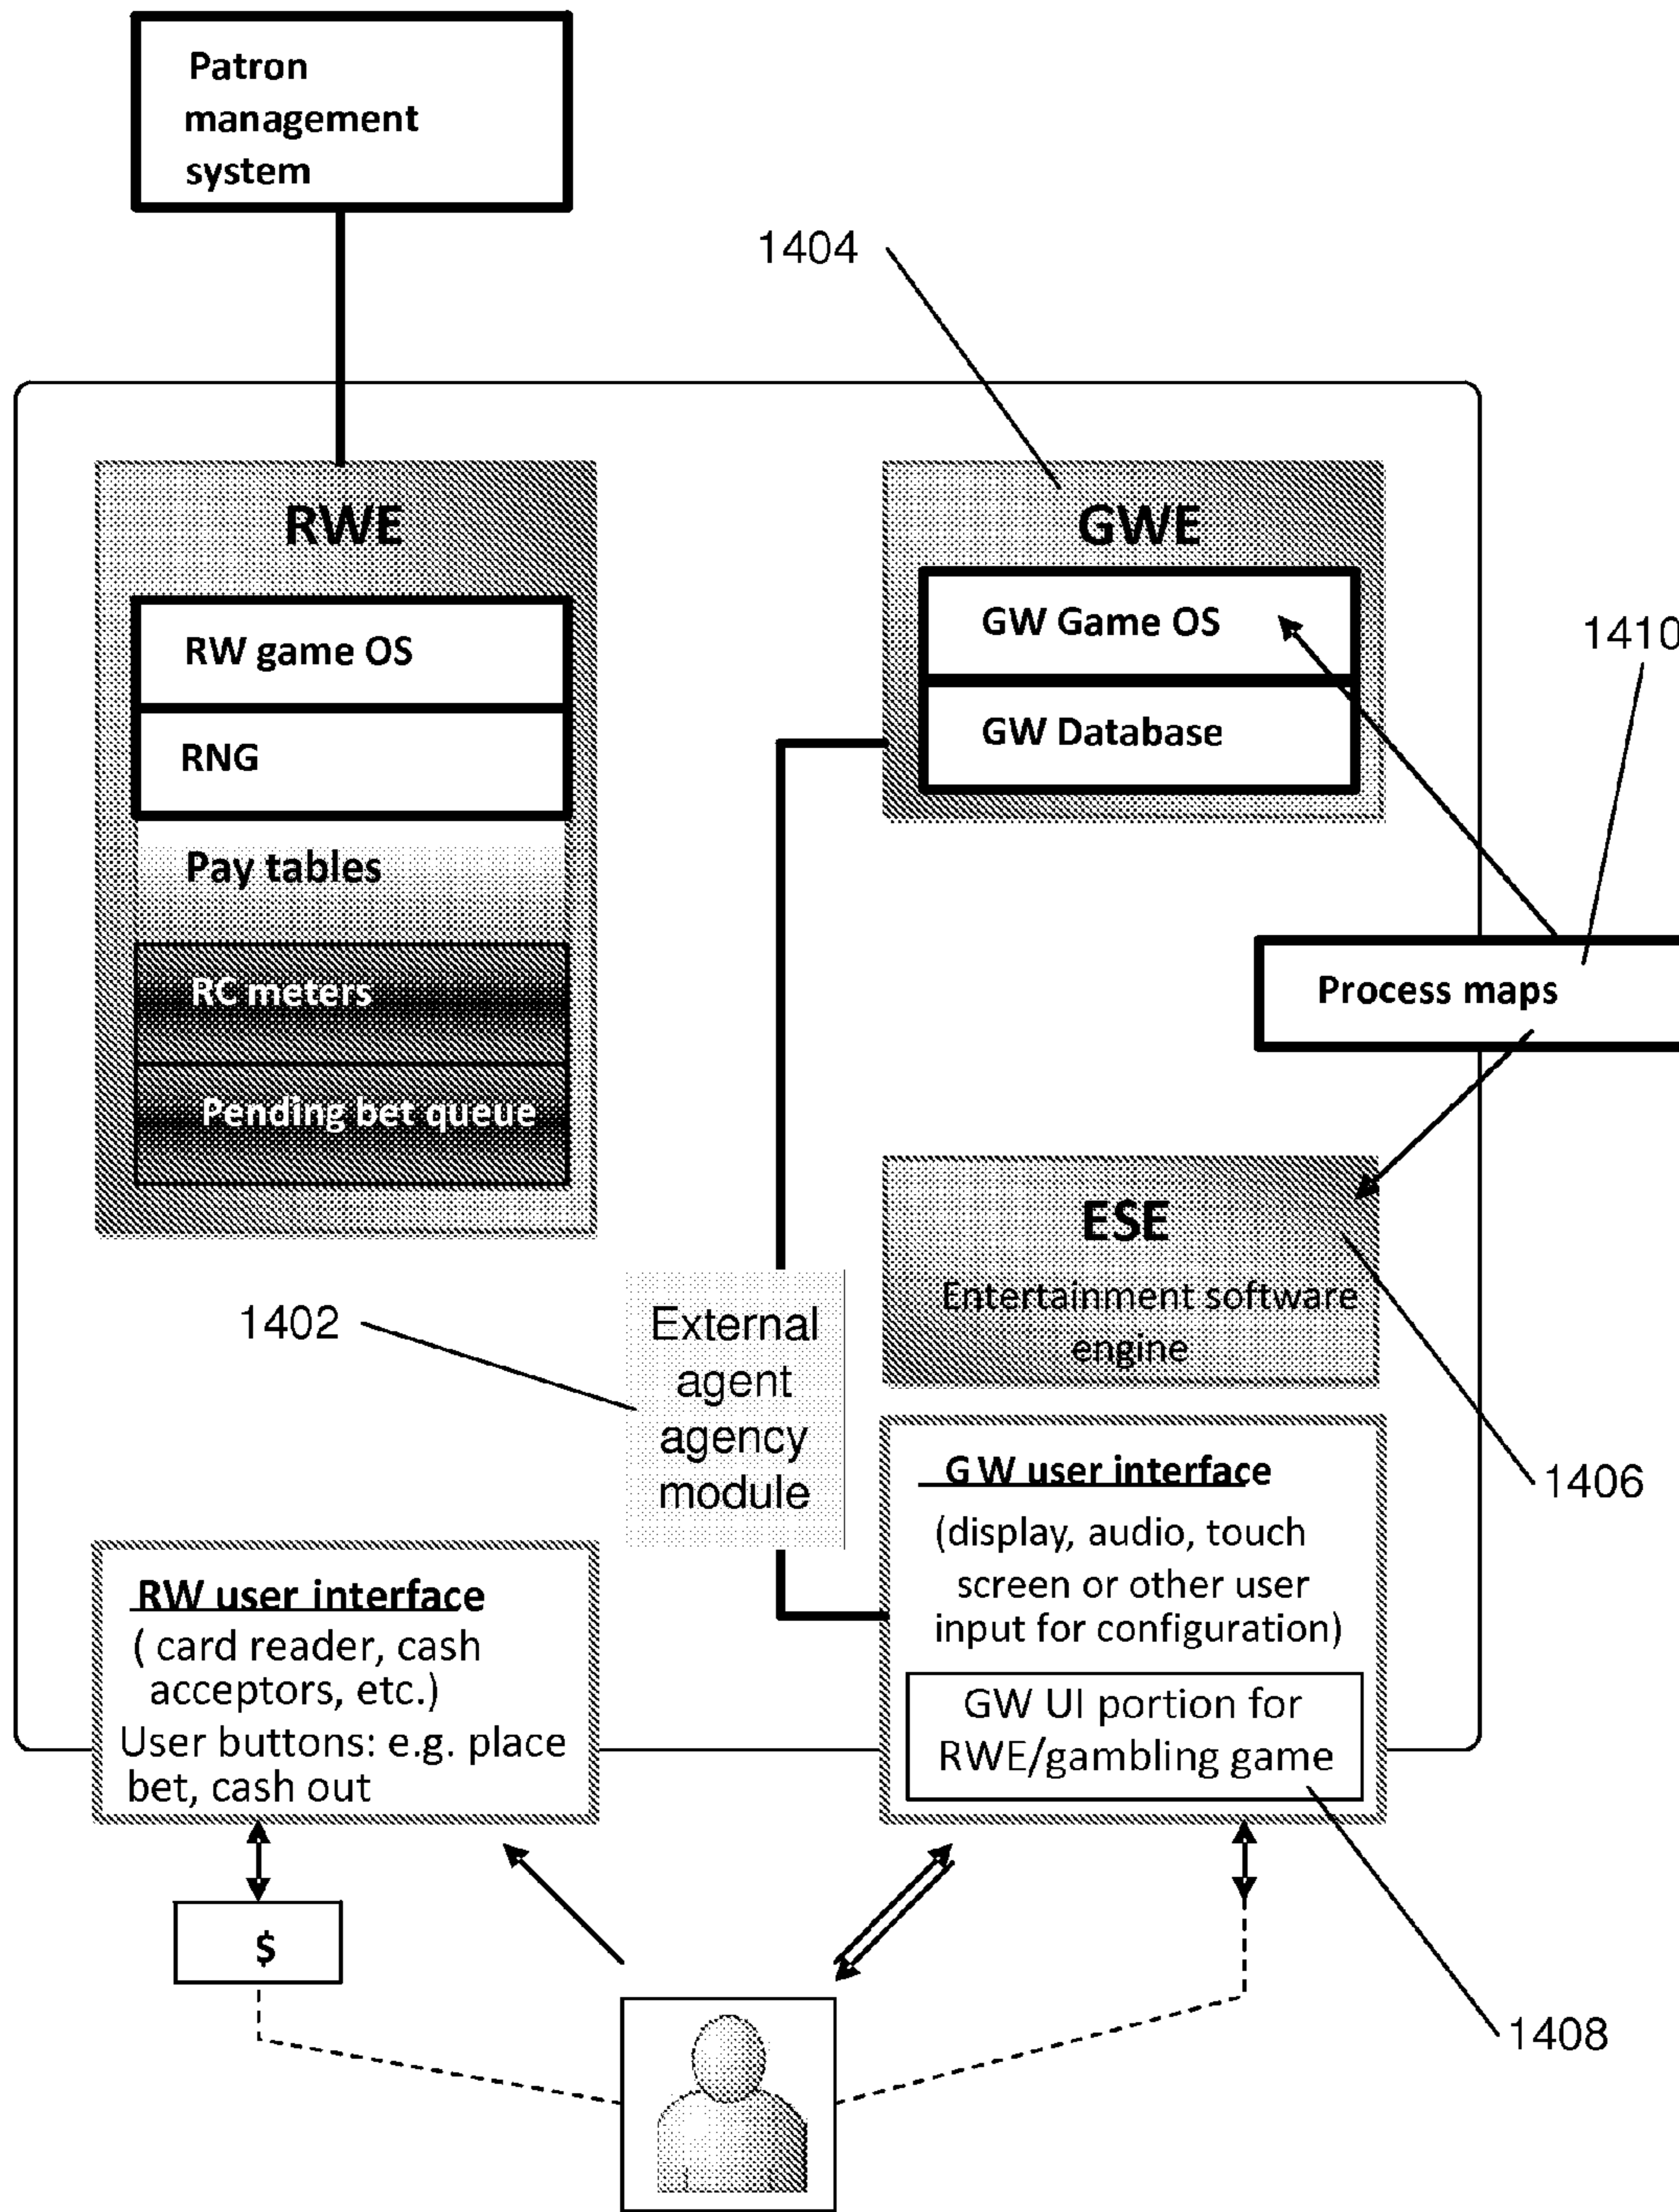 Patron
management
system
1404
RWE
GWE
RW game OS
GW Game OS
1410
RNG
GW Database
Pay tables
RC meters
Process maps
Pending bet queue
ESE
Entertainment software
engine
1402
External
agent
agency
module
GW user interface
1406
(display, audio, touch
screen or other user
input for configuration)
RW user interface
( card reader, cash
acceptors, etc.)
User buttons: e.g. place
bet, cash out
GW UI portion for
RWE/gambling game
$
1408